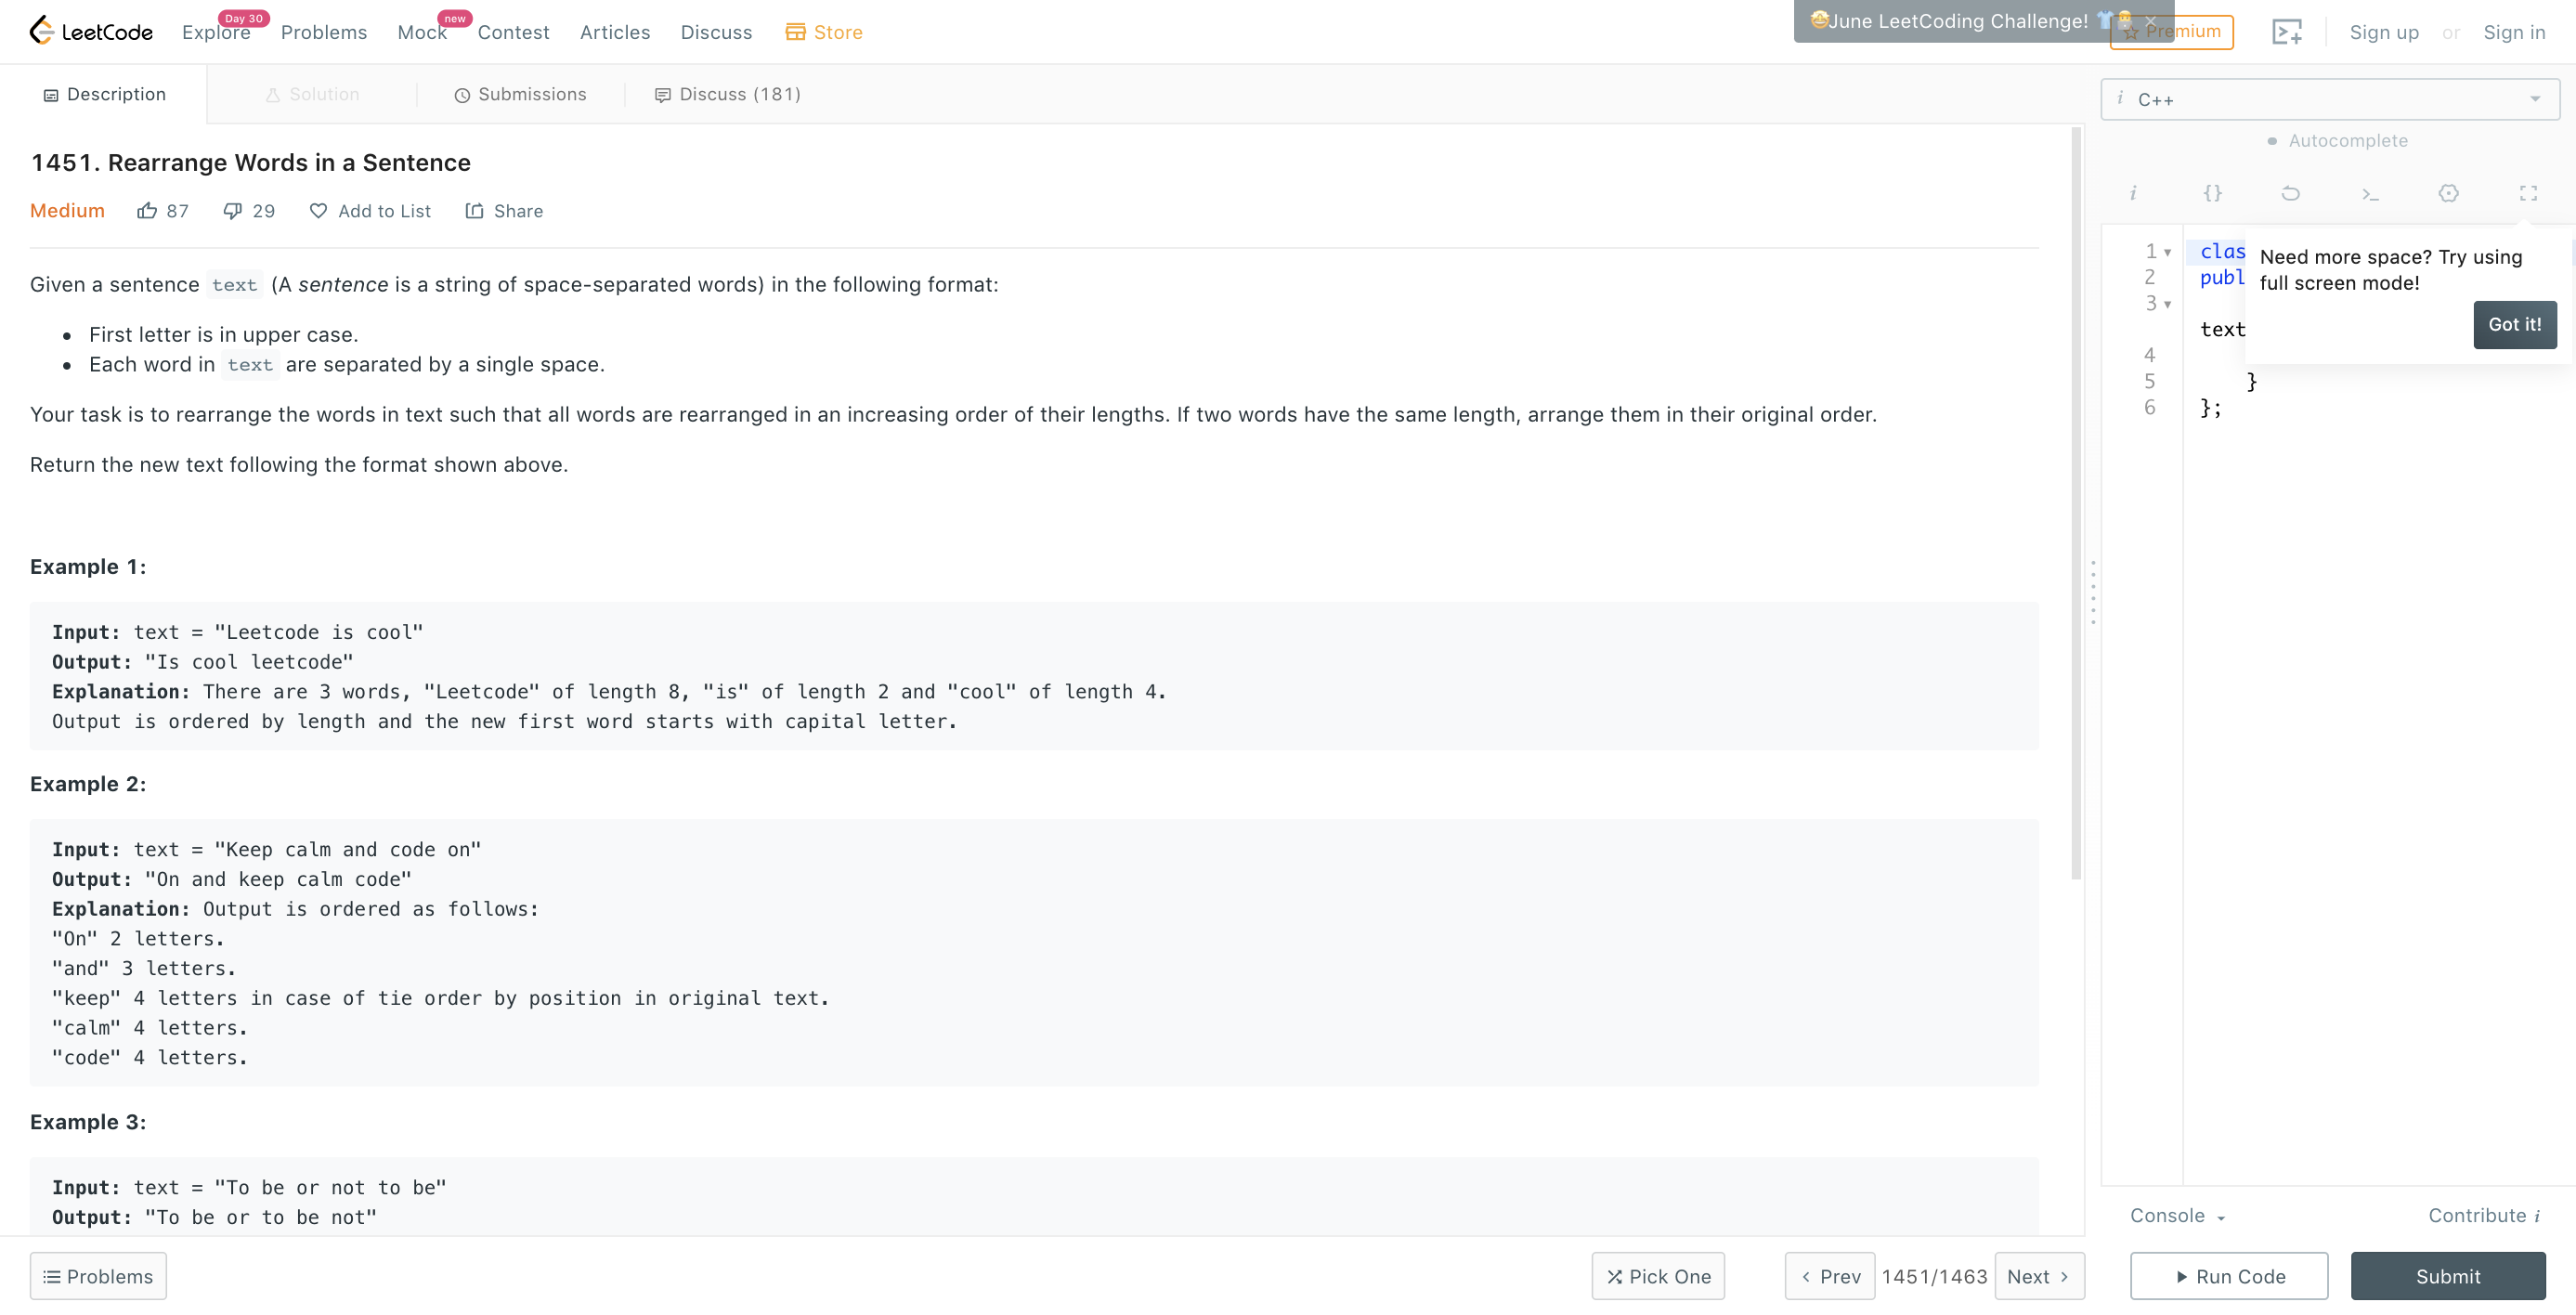 LeetCode
Explore Day 30
Problems
Mock new
Contest
Articles
Discuss
Store
🤩June LeetCoding Challenge! 👕 ×
Premium
Sign up or Sign in
Description
Solution
Submissions
Discuss (181)
1451. Rearrange Words in a Sentence
Medium 87 29 Add to List Share
Given a sentence text (A sentence is a string of space-separated words) in the following format:
• First letter is in upper case.
• Each word in text are separated by a single space.
Your task is to rearrange the words in text such that all words are rearranged in an increasing order of their lengths. If two words have the same length, arrange them in their original order.
Return the new text following the format shown above.
Example 1:
Input: text = "Leetcode is cool"
Output: "Is cool leetcode"
Explanation: There are 3 words, "Leetcode" of length 8, "is" of length 2 and "cool" of length 4.
Output is ordered by length and the new first word starts with capital letter.
Example 2:
Input: text = "Keep calm and code on"
Output: "On and keep calm code"
Explanation: Output is ordered as follows:
"On" 2 letters.
"and" 3 letters.
"keep" 4 letters in case of tie order by position in original text.
"calm" 4 letters.
"code" 4 letters.
Example 3:
Input: text = "To be or not to be"
Output: "To be or to be not"
Problems
Pick One
‹ Prev
1451/1463
Next ›
i C++
Autocomplete
i {} >_
1 clas
2 publ
3
text
4
5 }
6 };
Need more space? Try using
full screen mode!
Got it!
Console
Contribute i
Run Code
Submit